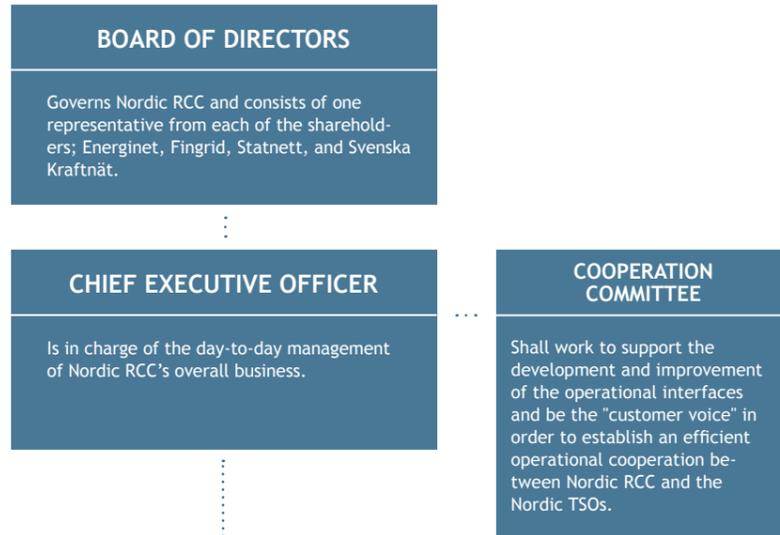 BOARD OF DIRECTORS
Governs Nordic RCC and consists of one
representative from each of the sharehold-
ers; Energinet, Fingrid, Statnett, and Svenska
Kraftnät.
CHIEF EXECUTIVE OFFICER
Is in charge of the day-to-day management
of Nordic RCC’s overall business.
COOPERATION
COMMITTEE
Shall work to support the
development and improvement
of the operational interfaces
and be the "customer voice" in
order to establish an efficient
operational cooperation be-
tween Nordic RCC and the
Nordic TSOs.